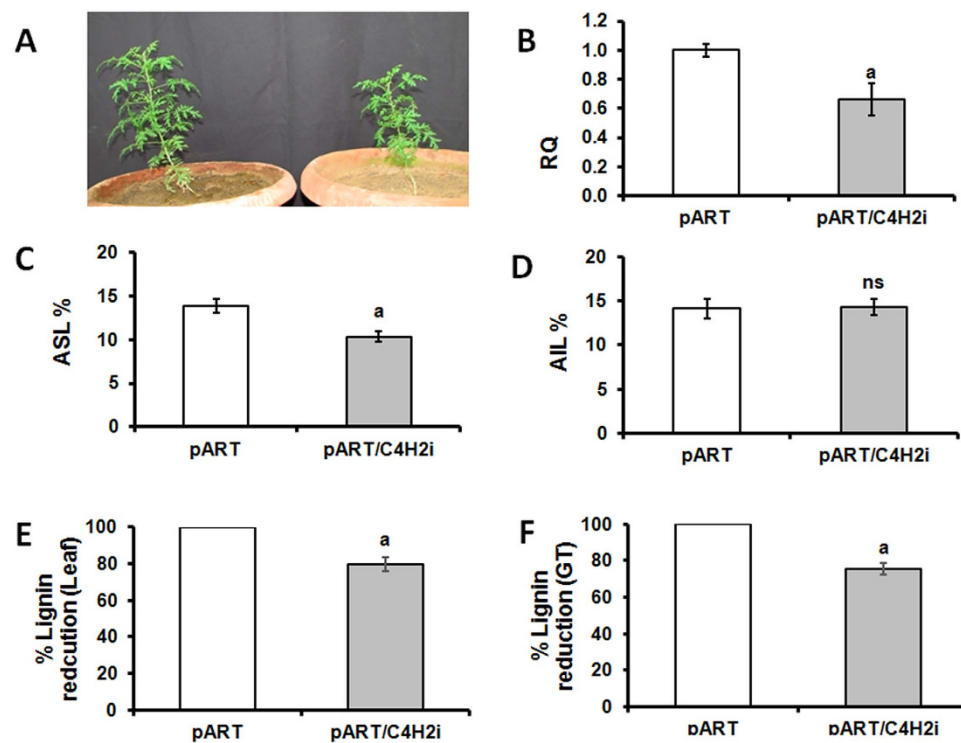 A
B
RQ
1.2
1.0
0.8
0.6
0.4
0.2
0.0
a
pART
pART/C4H2i
C
ASL %
20
15
10
5
0
a
pART
pART/C4H2i
D
AIL %
20
15
10
5
0
ns
pART
pART/C4H2i
E
% Lignin
redcution (Leaf)
100
80
60
40
20
0
a
pART
pART/C4H2i
F
% Lignin
reduction (GT)
100
80
60
40
20
0
a
pART
pART/C4H2i